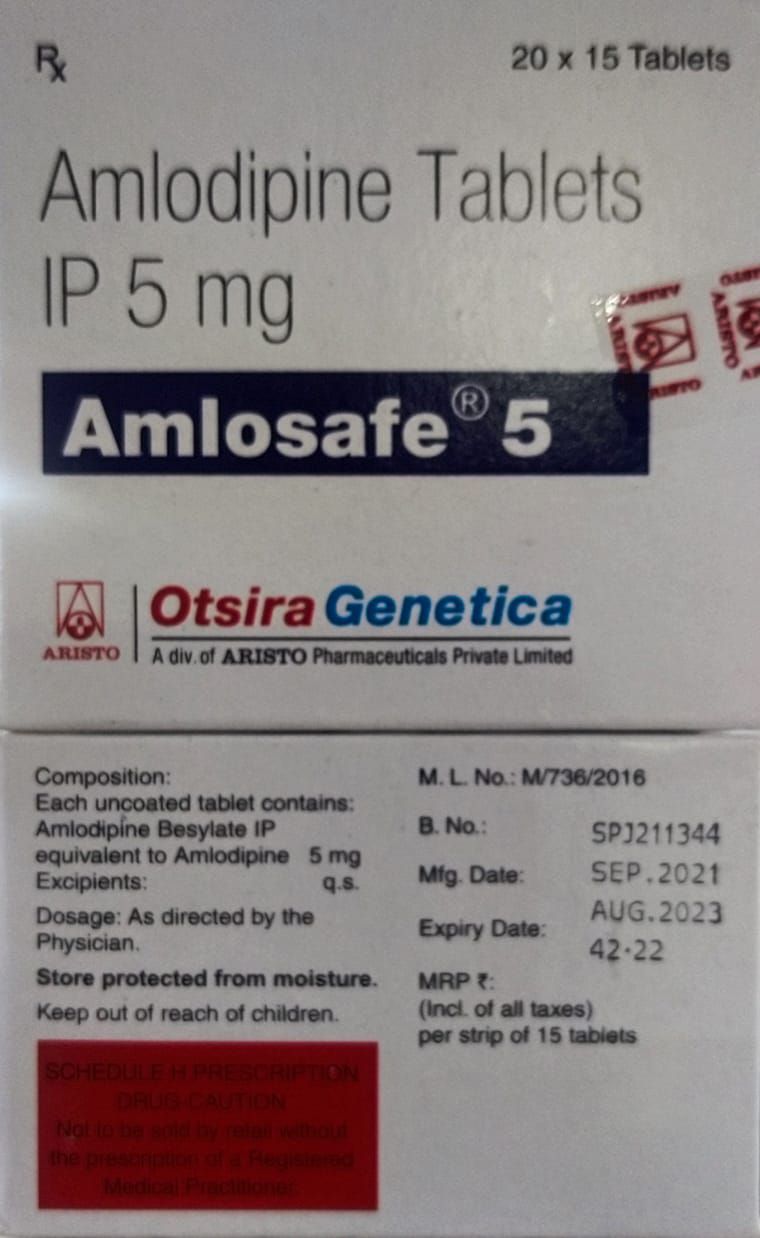 Rx
20 x 15 Tablets
Amlodipine Tablets
IP 5 mg
ARISTO
ARISTO
ARISTO
Amlosafe® 5
ARISTO
Otsira Genetica
A div. of ARISTO Pharmaceuticals Private Limited
Composition:
Each uncoated tablet contains:
Amlodipine Besylate IP
equivalent to Amlodipine 5 mg
Excipients: q.s.
Dosage: As directed by the
Physician.
Store protected from moisture.
Keep out of reach of children.
SCHEDULE H PRESCRIPTION
DRUG-CAUTION
Not to be sold by retail without
the prescription of a Registered
Medical Practitioner.
M. L. No.: M/736/2016
B. No.: SPJ211344
Mfg. Date: SEP.2021
Expiry Date: AUG.2023
MRP ₹: 42.22
(Incl. of all taxes)
per strip of 15 tablets